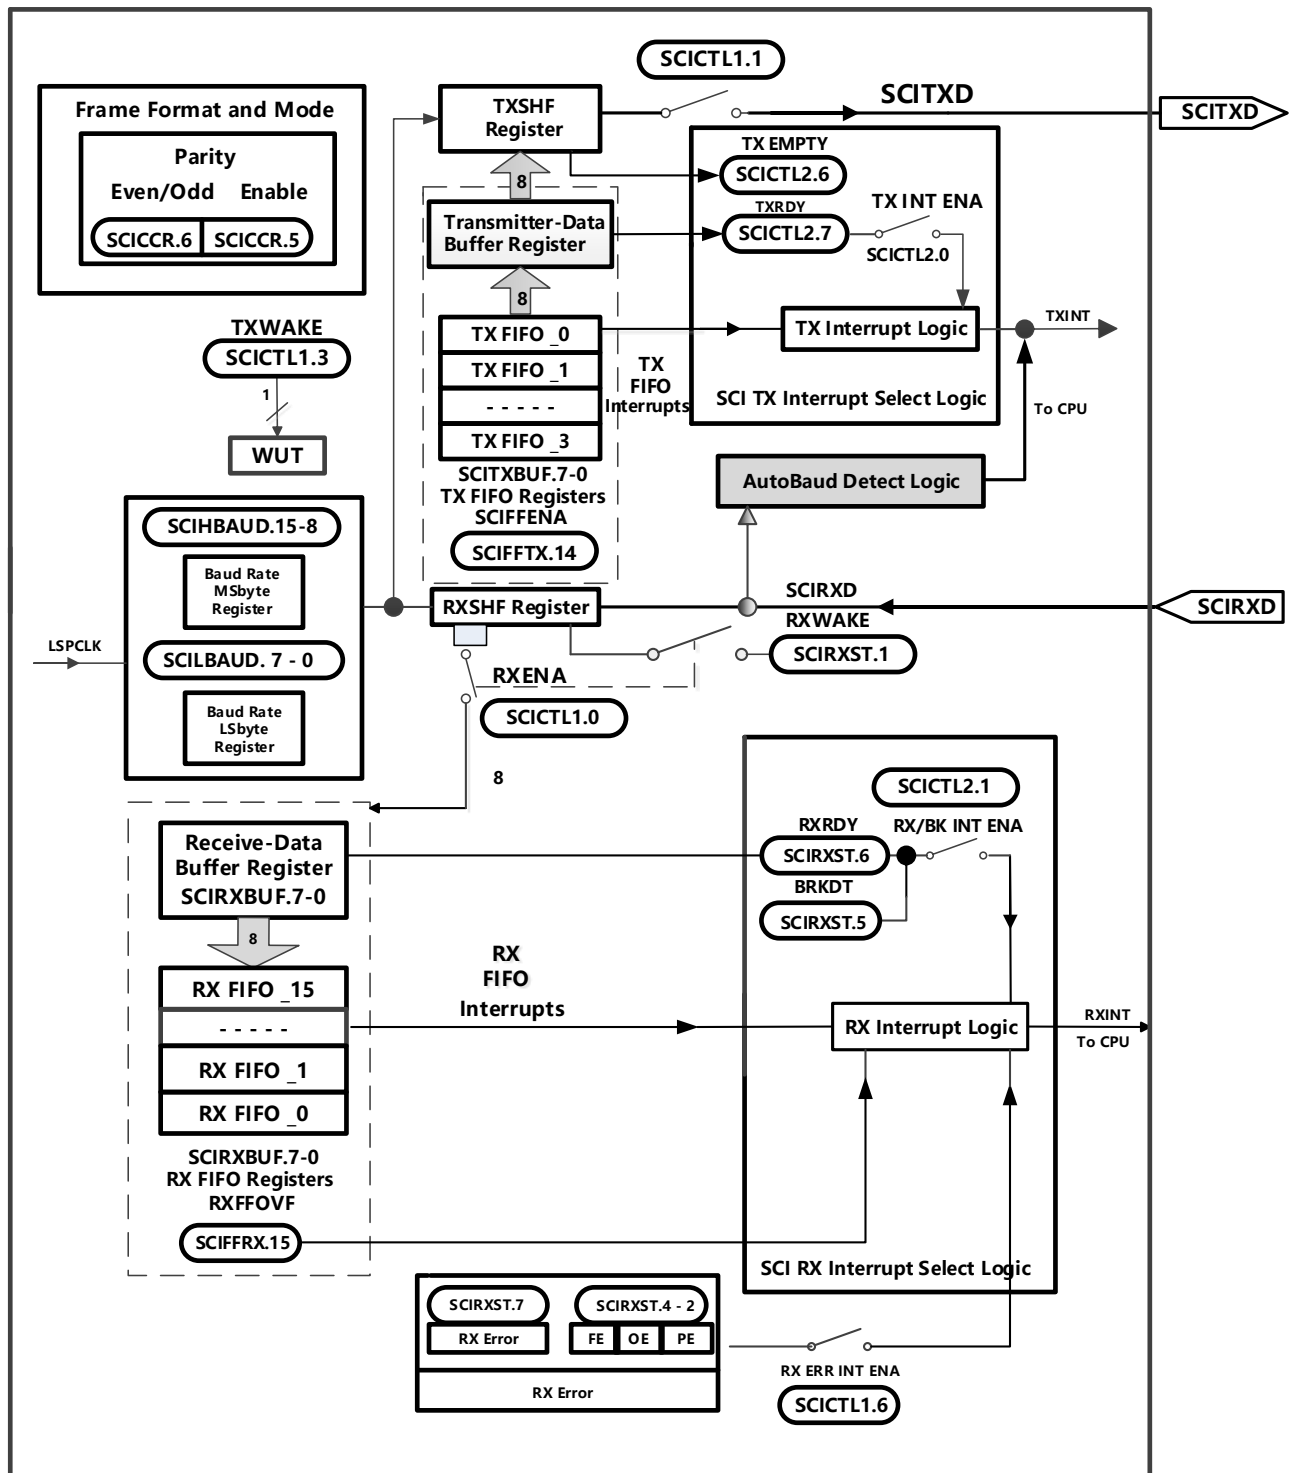 SCICTL1.1
Frame Format and Mode
Parity
Even/Odd Enable
SCICCR.6 SCICCR.5
TXSHF
Register
SCITXD
SCITXD
8
TX EMPTY
SCICTL2.6
Transmitter-Data
Buffer Register
TXRDY
SCICTL2.7
TX INT ENA
SCICTL2.0
8
TXWAKE
SCICTL1.3
1
WUT
TX FIFO _0
TX FIFO _1
- - - - -
TX FIFO _3
TX
FIFO
Interrupts
TX Interrupt Logic
TXINT
SCI TX Interrupt Select Logic
To CPU
SCITXBUF.7-0
TX FIFO Registers
SCIFFENA
SCIFFTX.14
AutoBaud Detect Logic
SCIHBAUD.15-8
Baud Rate
MSbyte
Register
LSPCLK
SCILBAUD. 7 - 0
Baud Rate
LSbyte
Register
RXSHF Register
SCIRXD
SCIRXD
RXWAKE
SCIRXST.1
RXENA
SCICTL1.0
8
Receive-Data
Buffer Register
SCIRXBUF.7-0
8
SCICTL2.1
RXRDY
RX/BK INT ENA
SCIRXST.6
BRKDT
SCIRXST.5
RX FIFO _15
- - - - -
RX FIFO _1
RX FIFO _0
RX
FIFO
Interrupts
RX Interrupt Logic
RXINT
To CPU
SCIRXBUF.7-0
RX FIFO Registers
RXFFOVF
SCIFFRX.15
SCI RX Interrupt Select Logic
SCIRXST.7
SCIRXST.4 - 2
RX Error
FE OE PE
RX Error
RX ERR INT ENA
SCICTL1.6